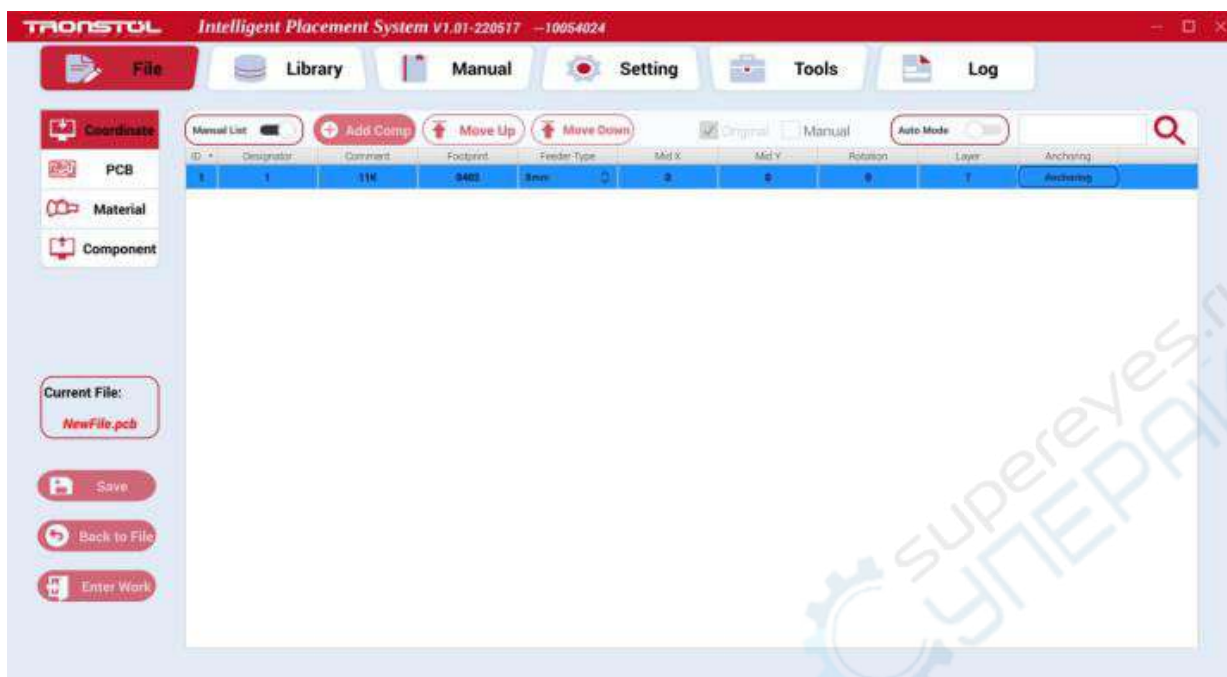 TRONSTOL Intelligent Placement System V1.01-220517 --10054024
File Library Manual Setting Tools Log
Coordinate
PCB
Material
Component
Manual List Add Comp Move Up Move Down Original Manual Auto Mode
ID Designator Comment Footprint Feeder Type Mid X Mid Y Rotation Layer Anchoring
1 1 11K 0402 8mm 0 0 0 T Anchoring
Current File:
NewFile.pcb
Save
Back to File
Enter Work
supereyes.ru
СУПЕР